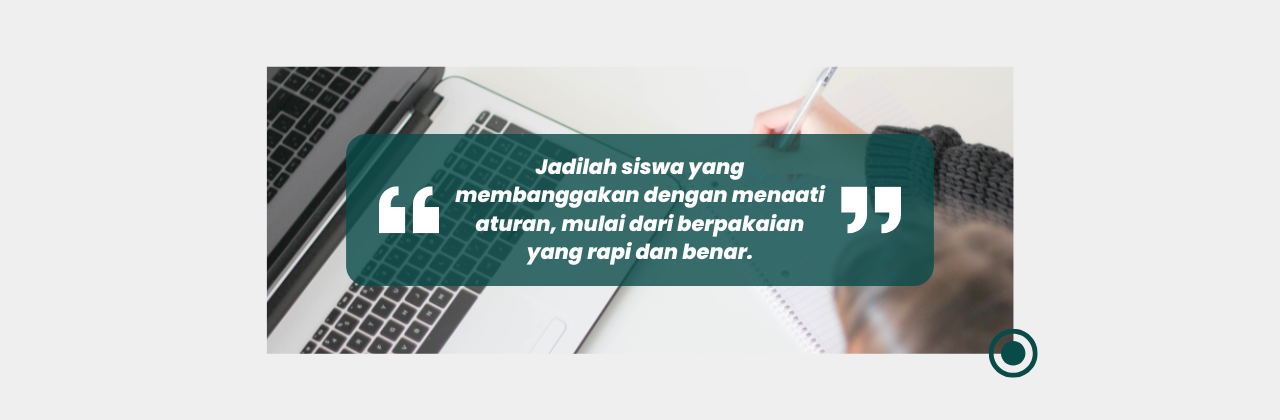 Jadilah siswa yang
membanggakan dengan menaati
aturan, mulai dari berpakaian
yang rapi dan benar.